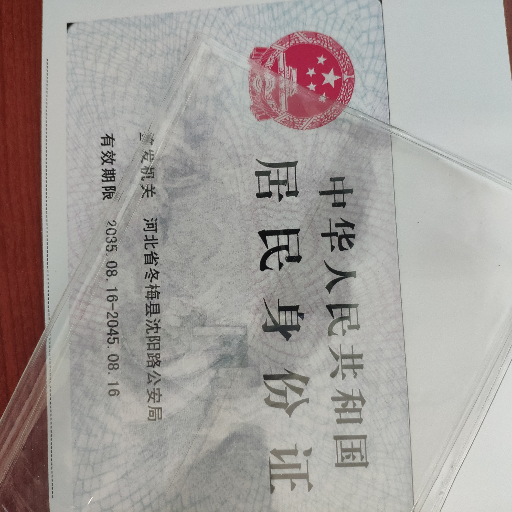 中华人民共和国
居民身份证
签发机关 河北省冬梅县沈阳路公安局
有效期限 2035.08.16-2045.08.16